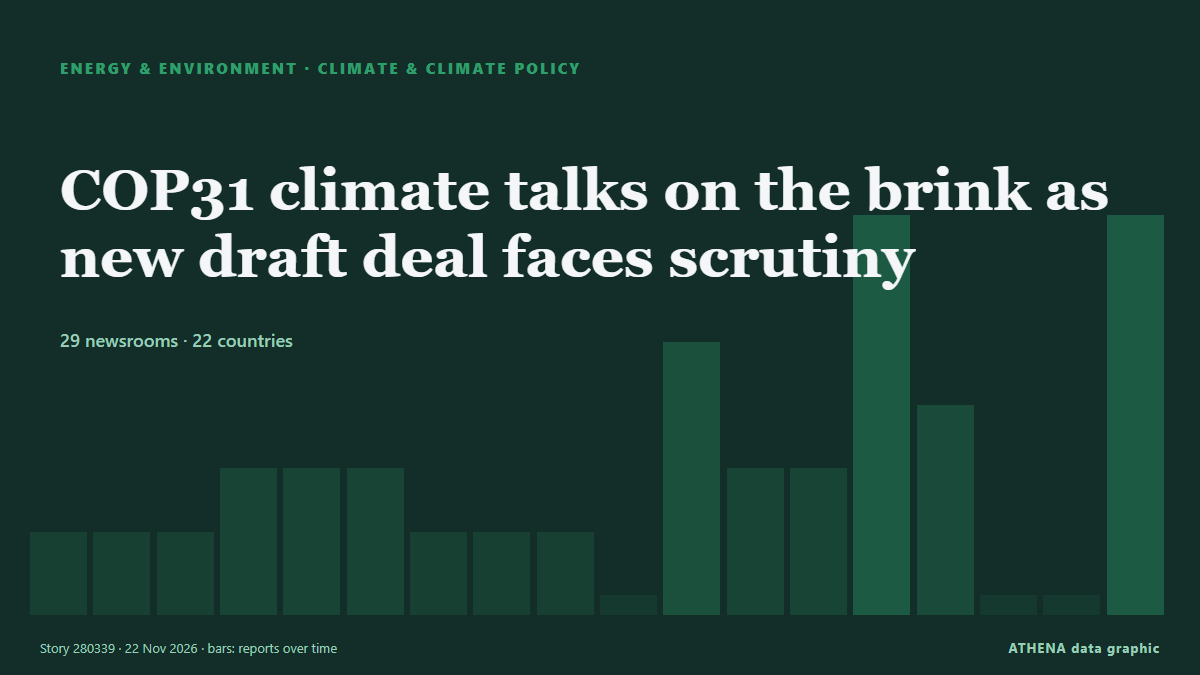 ENERGY & ENVIRONMENT · CLIMATE & CLIMATE POLICY
COP31 climate talks on the brink as
new draft deal faces scrutiny
29 newsrooms · 22 countries
Story 280339 · 22 Nov 2026 · bars: reports over time
ATHENA data graphic